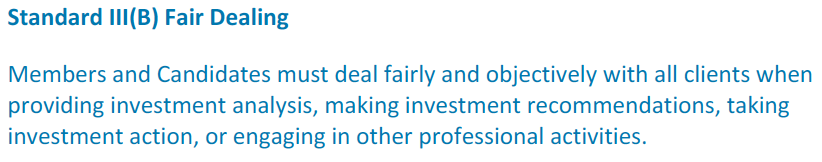 Standard III(B) Fair Dealing
Members and Candidates must deal fairly and objectively with all clients when
providing investment analysis, making investment recommendations, taking
investment action, or engaging in other professional activities.